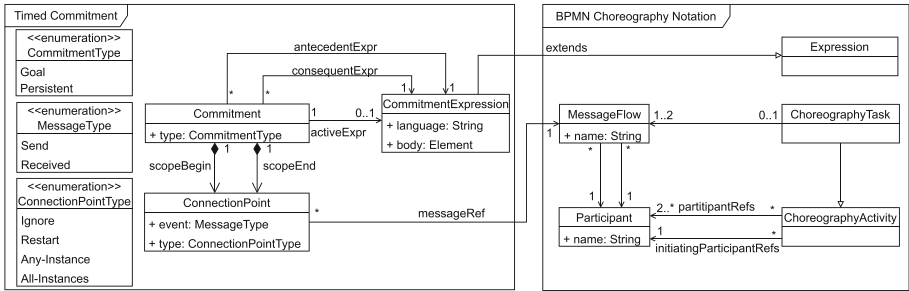 Timed Commitment
<<enumeration>>
CommitmentType
Goal
Persistent
<<enumeration>>
MessageType
Send
Received
<<enumeration>>
ConnectionPointType
Ignore
Restart
Any-Instance
All-Instances
antecedentExpr
consequentExpr
* * 1 1
Commitment
+ type: CommitmentType
1 0..1
activeExpr
CommitmentExpression
+ language: String
+ body: Element
1 1
scopeBegin scopeEnd
ConnectionPoint
+ event: MessageType
+ type: ConnectionPointType
* messageRef 1
extends
BPMN Choreography Notation
Expression
MessageFlow
+ name: String
1..2 0..1
ChoreographyTask
* *
1 1
Participant
+ name: String
2..* partitipantRefs *
1 *
initiatingParticipantRefs
ChoreographyActivity